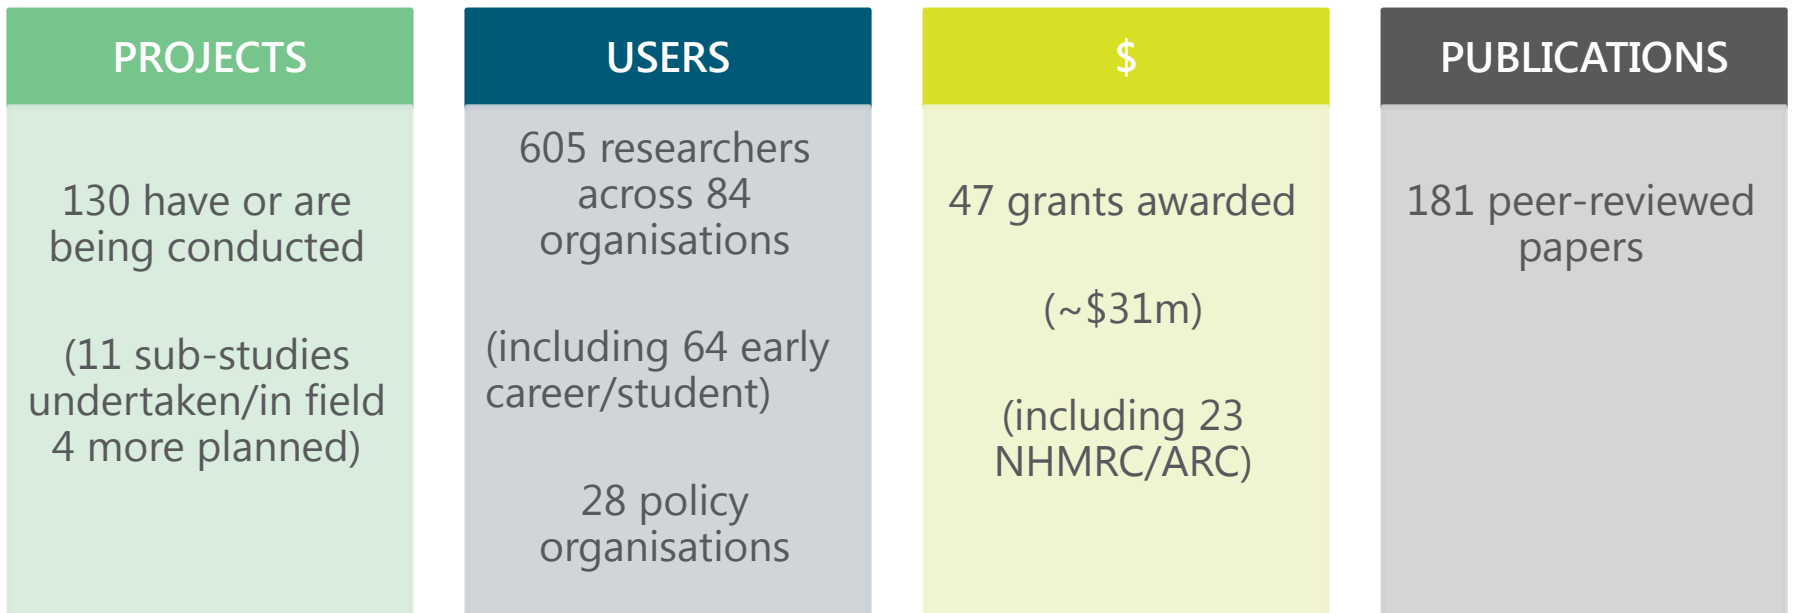 PROJECTS
130 have or are
being conducted
(11 sub-studies
undertaken/in field
4 more planned)
USERS
605 researchers
across 84
organisations
(including 64 early
career/student)
28 policy
organisations
$
47 grants awarded
(~$31m)
(including 23
NHMRC/ARC)
PUBLICATIONS
181 peer-reviewed
papers